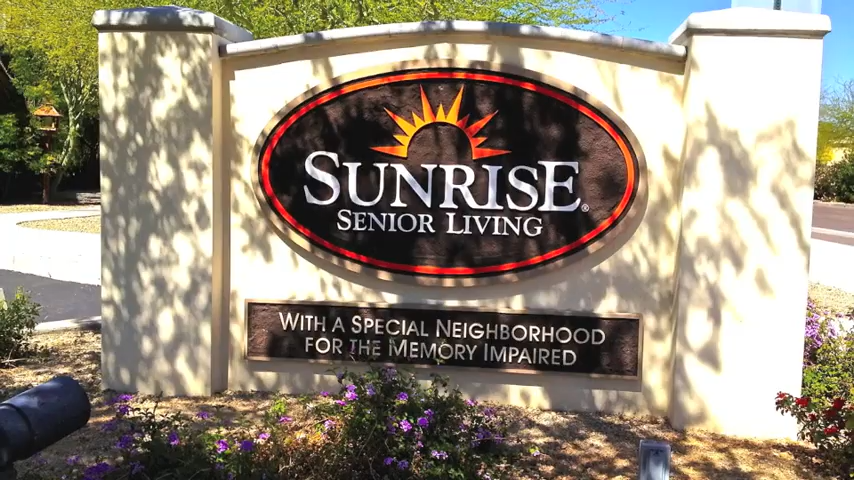 SUNRISE®
SENIOR LIVING
WITH A SPECIAL NEIGHBORHOOD
FOR THE MEMORY IMPAIRED